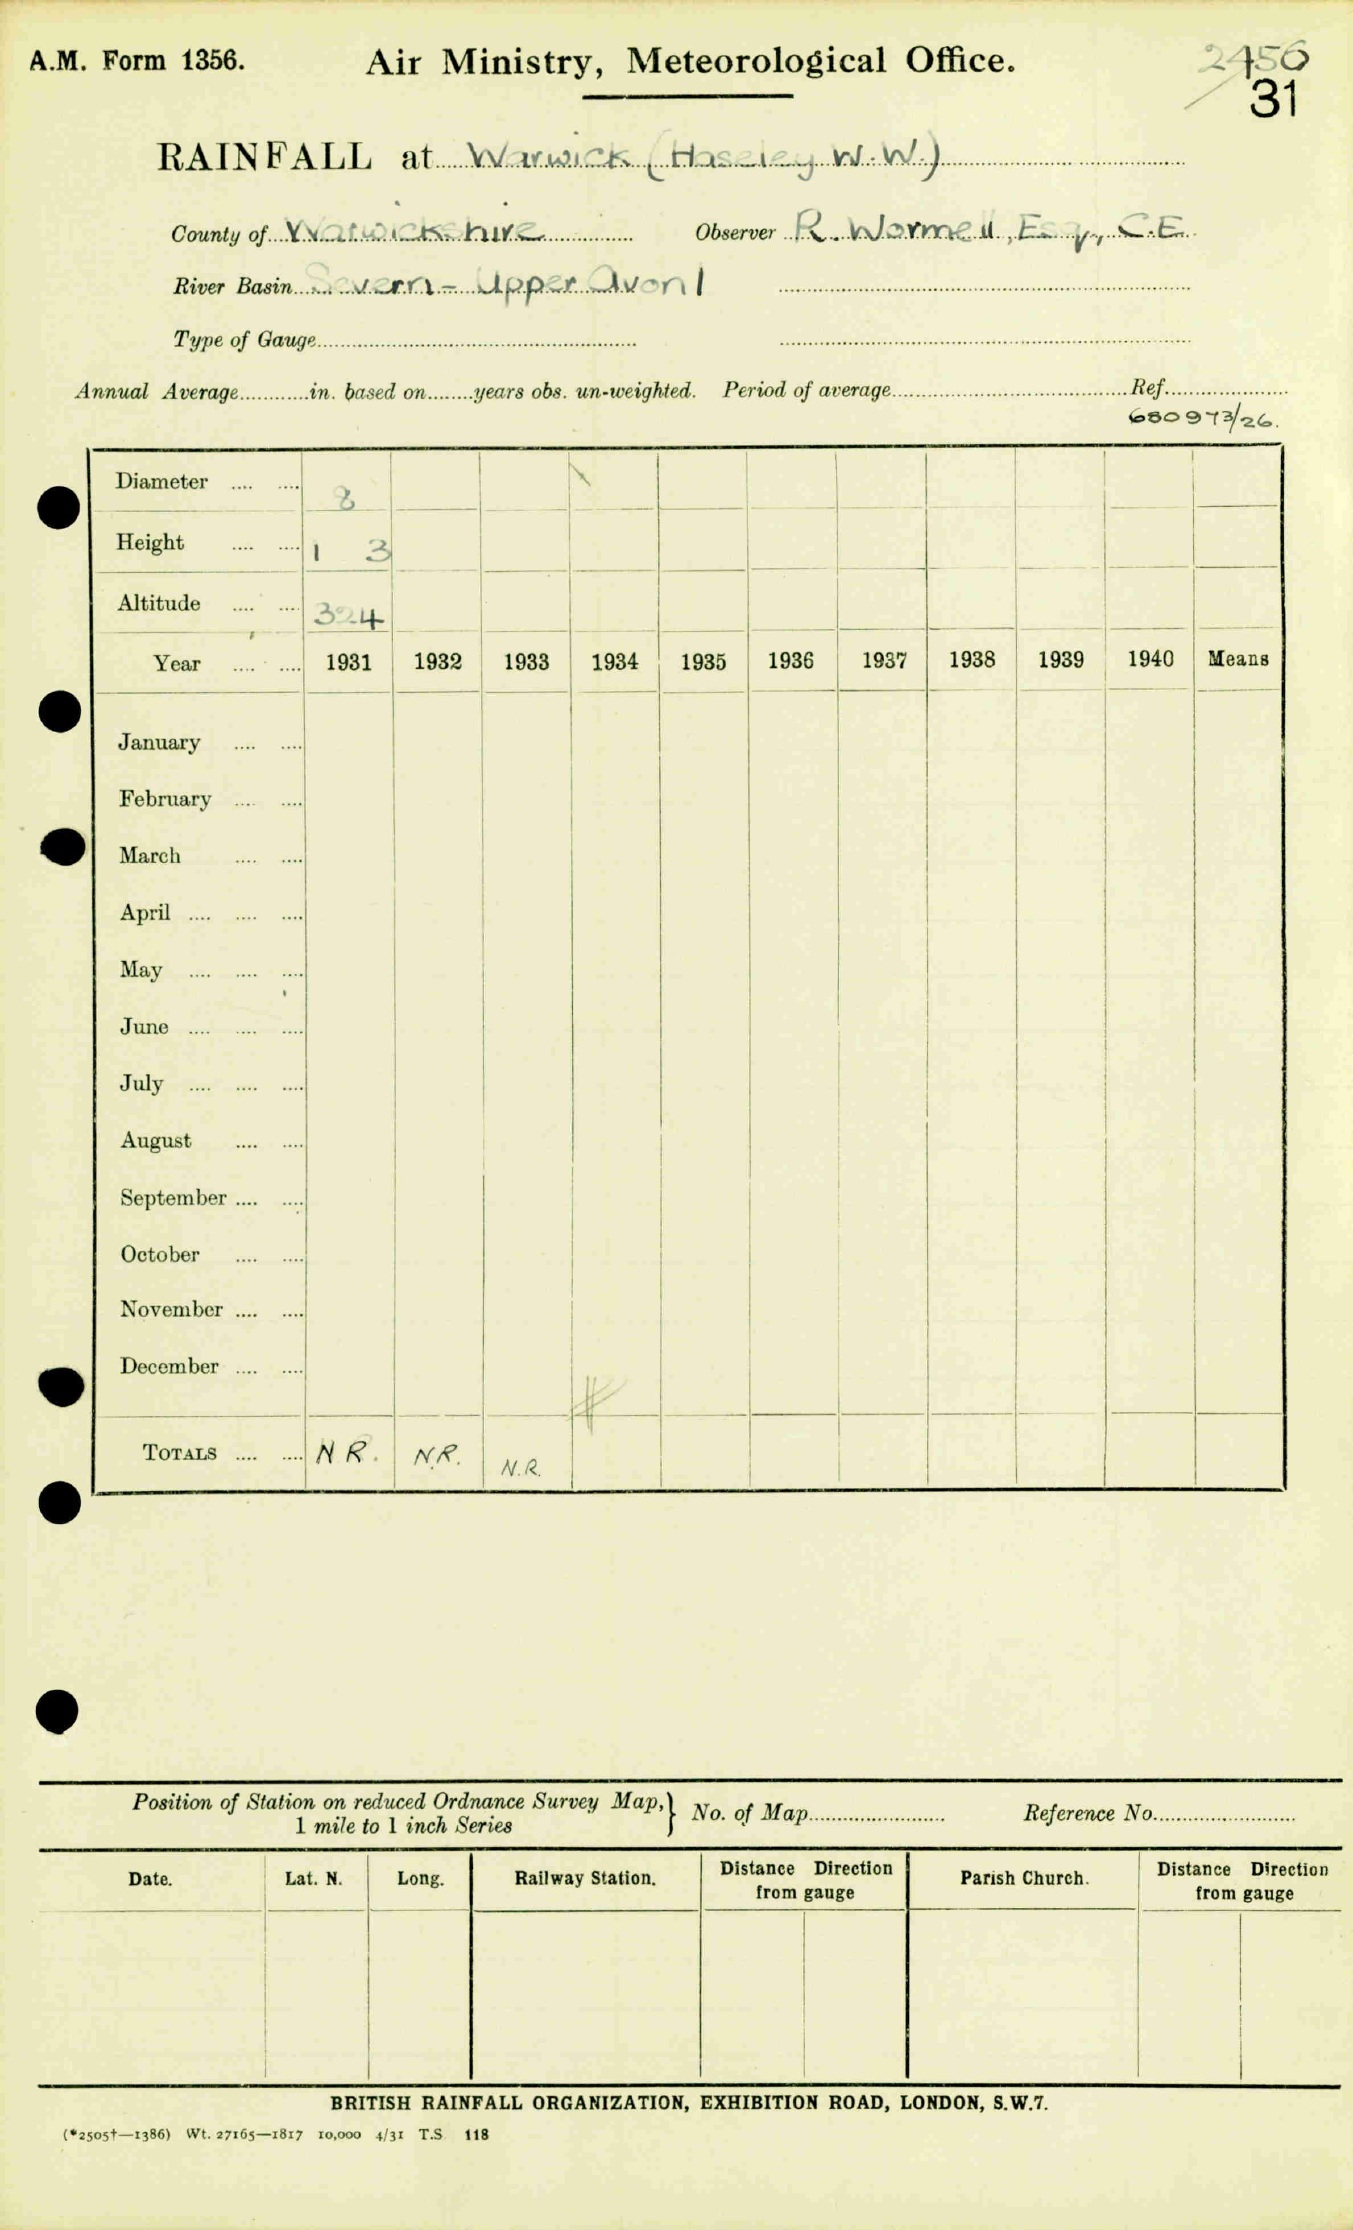 A.M. Form 1356. Air Ministry, Meteorological Office. 2456
31
RAINFALL at Warwick (Haseley W.W.)
County of Warwickshire Observer R. Wormell, Esq., C.E.
River Basin Severn - Upper Avon 1
Type of Gauge
Annual Average in. based on years obs. un-weighted. Period of average Ref.
680973/26.
Diameter .... .... 8
Height .... .... 1 3
Altitude .... .... 324
Year .... .... 1931 1932 1933 1934 1935 1936 1937 1938 1939 1940 Means
January .... ....
February .... ....
March .... ....
April .... .... ....
May .... .... ....
June .... .... ....
July .... .... ....
August .... ....
September .... ....
October .... ....
November .... ....
December .... ....
TOTALS .... .... N R. N.R. N.R.
Position of Station on reduced Ordnance Survey Map,} No. of Map Reference No.
1 mile to 1 inch Series
Date. Lat. N. Long. Railway Station. Distance Direction Parish Church. Distance Direction
from gauge from gauge
BRITISH RAINFALL ORGANIZATION, EXHIBITION ROAD, LONDON, S.W.7.
(*2505†—1386) Wt. 27165—1817 10,000 4/31 T.S. 118